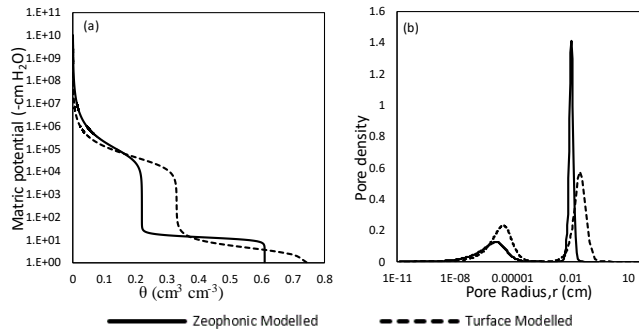 (a)
Matric potential (-cm H₂O)
1.E+10
1.E+09
1.E+08
1.E+07
1.E+06
1.E+05
1.E+04
1.E+03
1.E+02
1.E+01
1.E+00
0 0.1 0.2 0.3 0.4 0.5 0.6 0.7 0.8
θ (cm³ cm⁻³)
(b)
Pore density
1.6
1.4
1.2
1
0.8
0.6
0.4
0.2
0
1E-11 1E-08 0.00001 0.01 10
Pore Radius,r (cm)
Zeophonic Modelled Turface Modelled